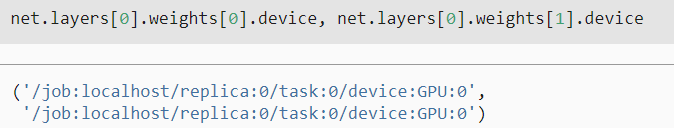 net.layers[0].weights[0].device, net.layers[0].weights[1].device
('/job:localhost/replica:0/task:0/device:GPU:0',
 '/job:localhost/replica:0/task:0/device:GPU:0')